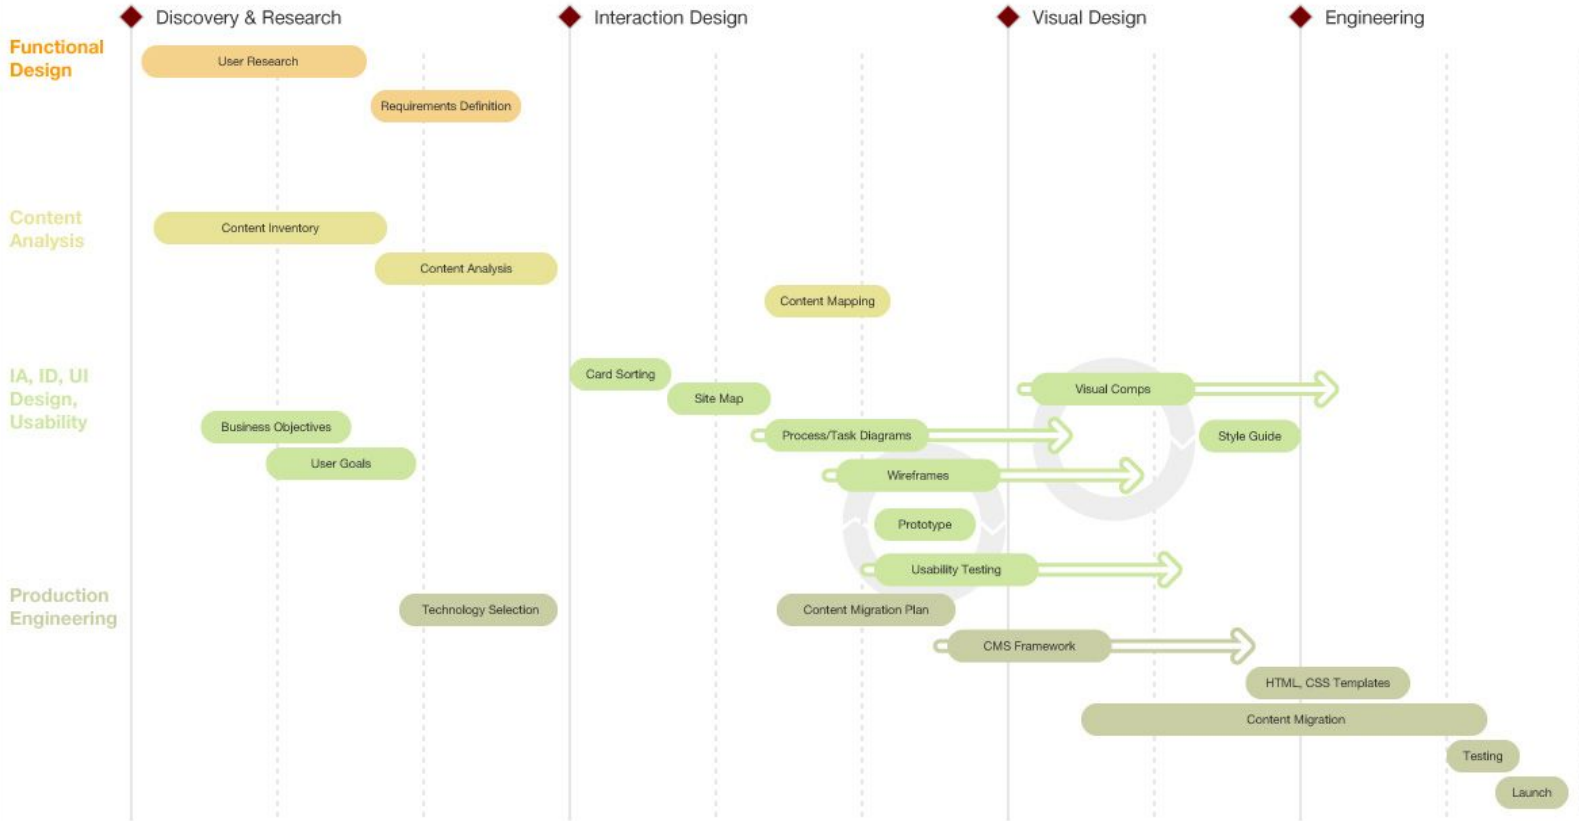 Discovery & Research
Interaction Design
Visual Design
Engineering
Functional
Design
User Research
Requirements Definition
Content
Analysis
Content Inventory
Content Analysis
Content Mapping
IA, ID, UI
Design,
Usability
Card Sorting
Site Map
Visual Comps
Business Objectives
Process/Task Diagrams
Style Guide
User Goals
Wireframes
Prototype
Usability Testing
Production
Engineering
Technology Selection
Content Migration Plan
CMS Framework
HTML, CSS Templates
Content Migration
Testing
Launch